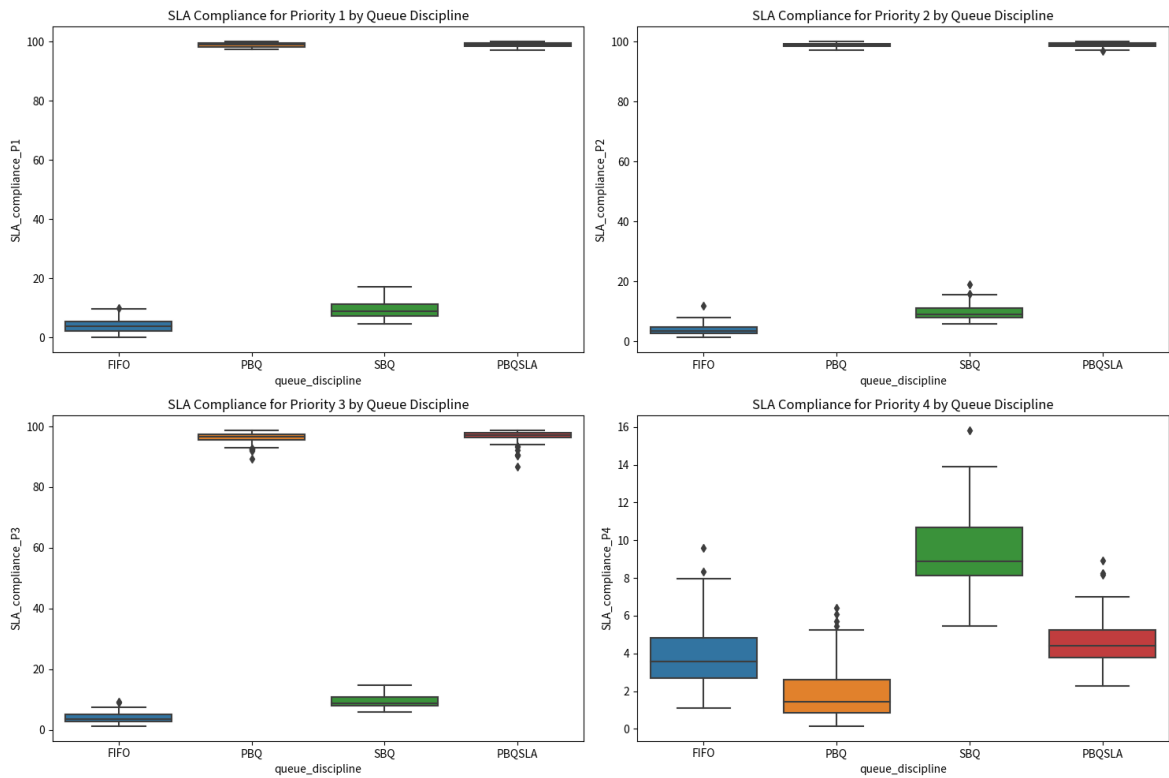 SLA Compliance for Priority 1 by Queue Discipline
SLA_compliance_P1
100
80
60
40
20
0
FIFO PBQ SBQ PBQSLA
queue_discipline
SLA Compliance for Priority 2 by Queue Discipline
SLA_compliance_P2
100
80
60
40
20
0
FIFO PBQ SBQ PBQSLA
queue_discipline
SLA Compliance for Priority 3 by Queue Discipline
SLA_compliance_P3
100
80
60
40
20
0
FIFO PBQ SBQ PBQSLA
queue_discipline
SLA Compliance for Priority 4 by Queue Discipline
SLA_compliance_P4
16
14
12
10
8
6
4
2
0
FIFO PBQ SBQ PBQSLA
queue_discipline